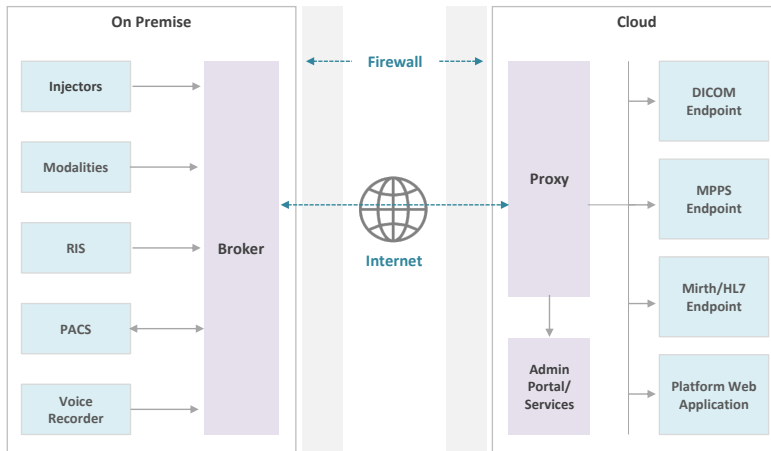 On Premise
Injectors
Modalities
RIS
PACS
Voice
Recorder
Broker
Firewall
Internet
Cloud
Proxy
Admin
Portal/
Services
DICOM
Endpoint
MPPS
Endpoint
Mirth/HL7
Endpoint
Platform Web
Application